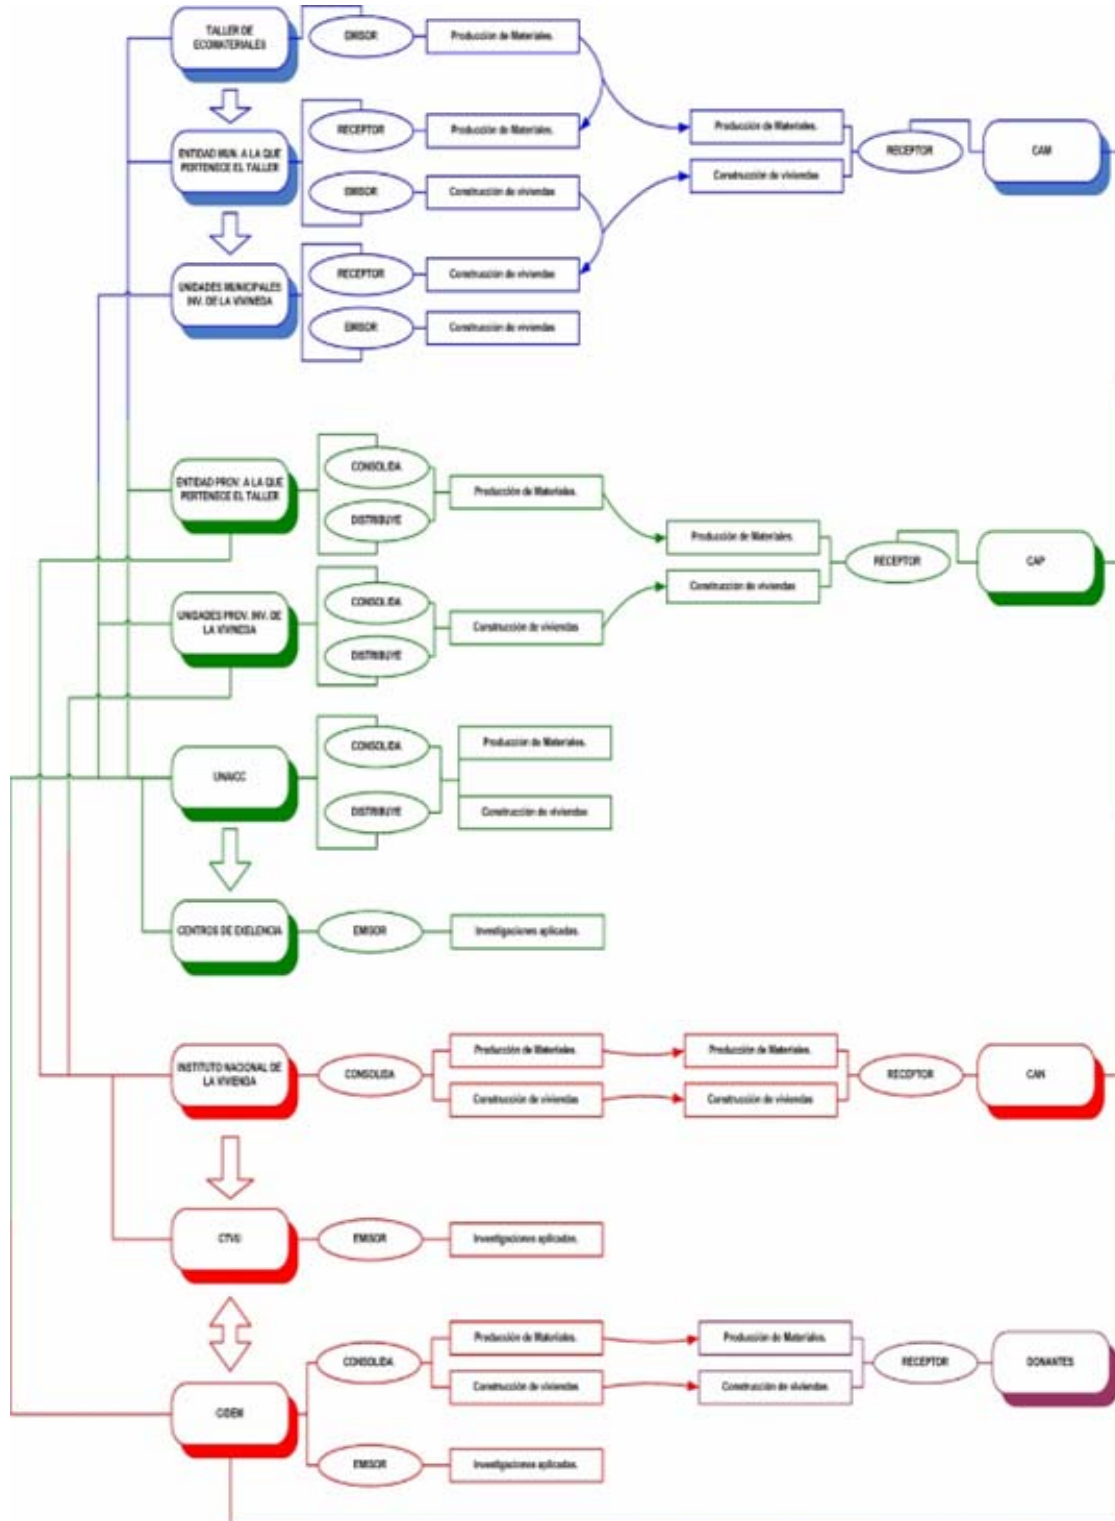 TALLER DE
ECOMATERIALES
EMISOR
Producción de Materiales.
ENTIDAD MUN. A LA QUE
PERTENECE EL TALLER
RECEPTOR
Producción de Materiales.
EMISOR
Construcción de viviendas
Producción de Materiales.
Construcción de viviendas
RECEPTOR
CAM
UNIDADES MUNICIPALES
INV. DE LA VIVINEDA
RECEPTOR
Construcción de viviendas
EMISOR
Construcción de viviendas
ENTIDAD PROV. A LA QUE
PERTENECE EL TALLER
CONSOLIDA
DISTRIBUYE
Producción de Materiales.
Producción de Materiales.
Construcción de viviendas
RECEPTOR
CAP
UNIDADES PROV. INV. DE
LA VIVINEDA
CONSOLIDA
DISTRIBUYE
Construcción de viviendas
UNAICC
CONSOLIDA
DISTRIBUYE
Producción de Materiales.
Construcción de viviendas
CENTROS DE EXELENCIA
EMISOR
Investigaciones aplicadas.
INSTITUTO NACIONAL DE
LA VIVIENDA
CONSOLIDA
Producción de Materiales.
Construcción de viviendas
Producción de Materiales.
Construcción de viviendas
RECEPTOR
CAN
CTVU
EMISOR
Investigaciones aplicadas.
CIDEM
CONSOLIDA
Producción de Materiales.
Construcción de viviendas
Producción de Materiales.
Construcción de viviendas
RECEPTOR
DONANTES
EMISOR
Investigaciones aplicadas.